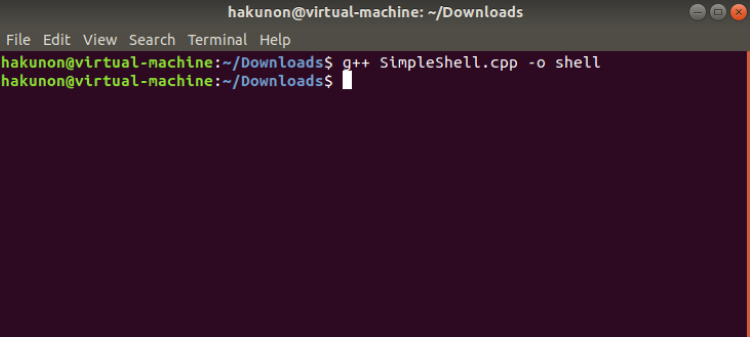 hakunon@virtual-machine: ~/Downloads
File Edit View Search Terminal Help
hakunon@virtual-machine:~/Downloads$ g++ SimpleShell.cpp -o shell
hakunon@virtual-machine:~/Downloads$